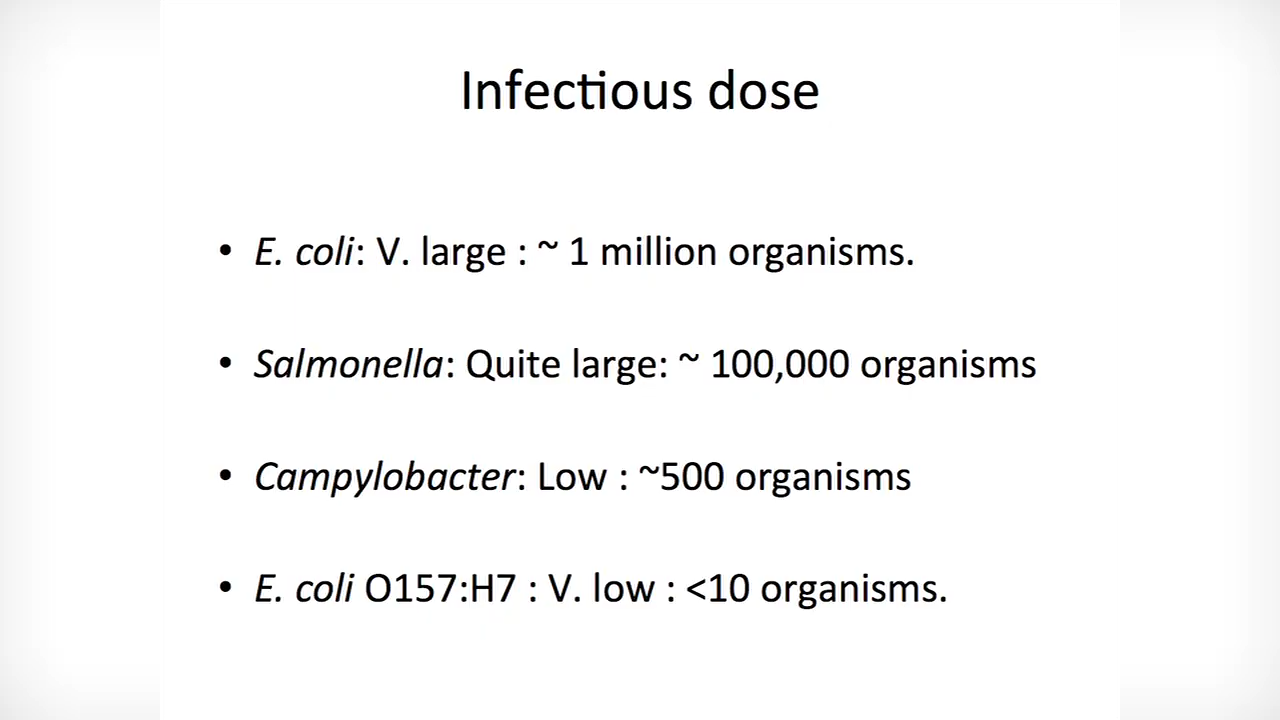 Infectious dose
• E. coli: V. large : ~ 1 million organisms.
• Salmonella: Quite large: ~ 100,000 organisms
• Campylobacter: Low : ~500 organisms
• E. coli O157:H7 : V. low : <10 organisms.